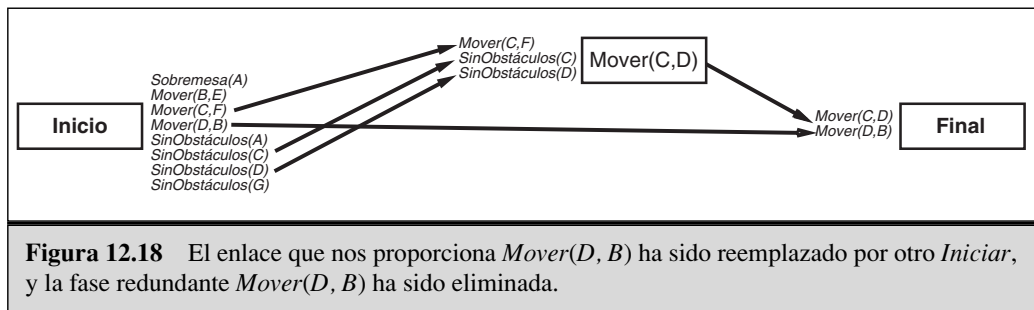 Mover(C,F)
SinObstáculos(C)
SinObstáculos(D)
Mover(C,D)
Sobremesa(A)
Mover(B,E)
Mover(C,F)
Mover(D,B)
SinObstáculos(A)
SinObstáculos(C)
SinObstáculos(D)
SinObstáculos(G)
Inicio
Mover(C,D)
Mover(D,B)
Final
Figura 12.18 El enlace que nos proporciona Mover(D, B) ha sido reemplazado por otro Iniciar,
y la fase redundante Mover(D, B) ha sido eliminada.